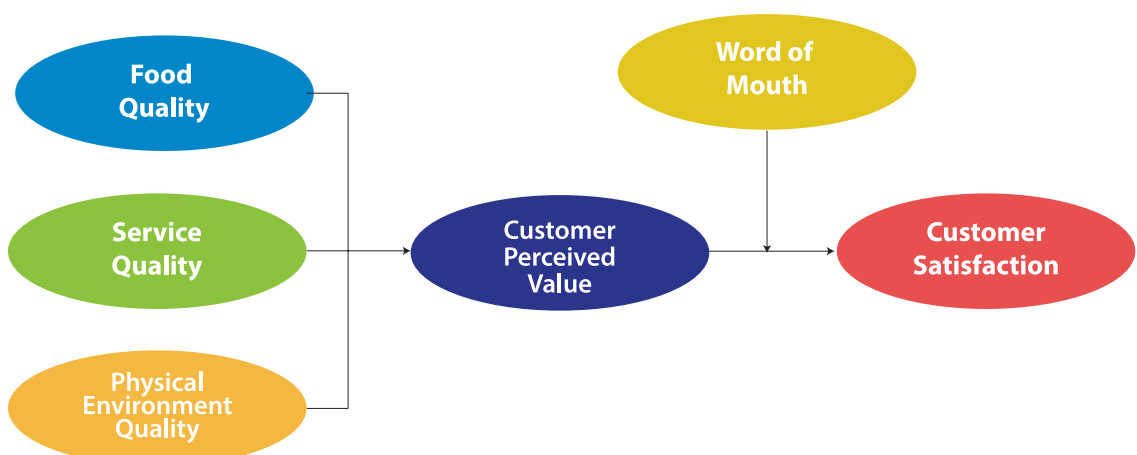 Food
Quality
Word of
Mouth
Service
Quality
Customer
Perceived
Value
Customer
Satisfaction
Physical
Environment
Quality